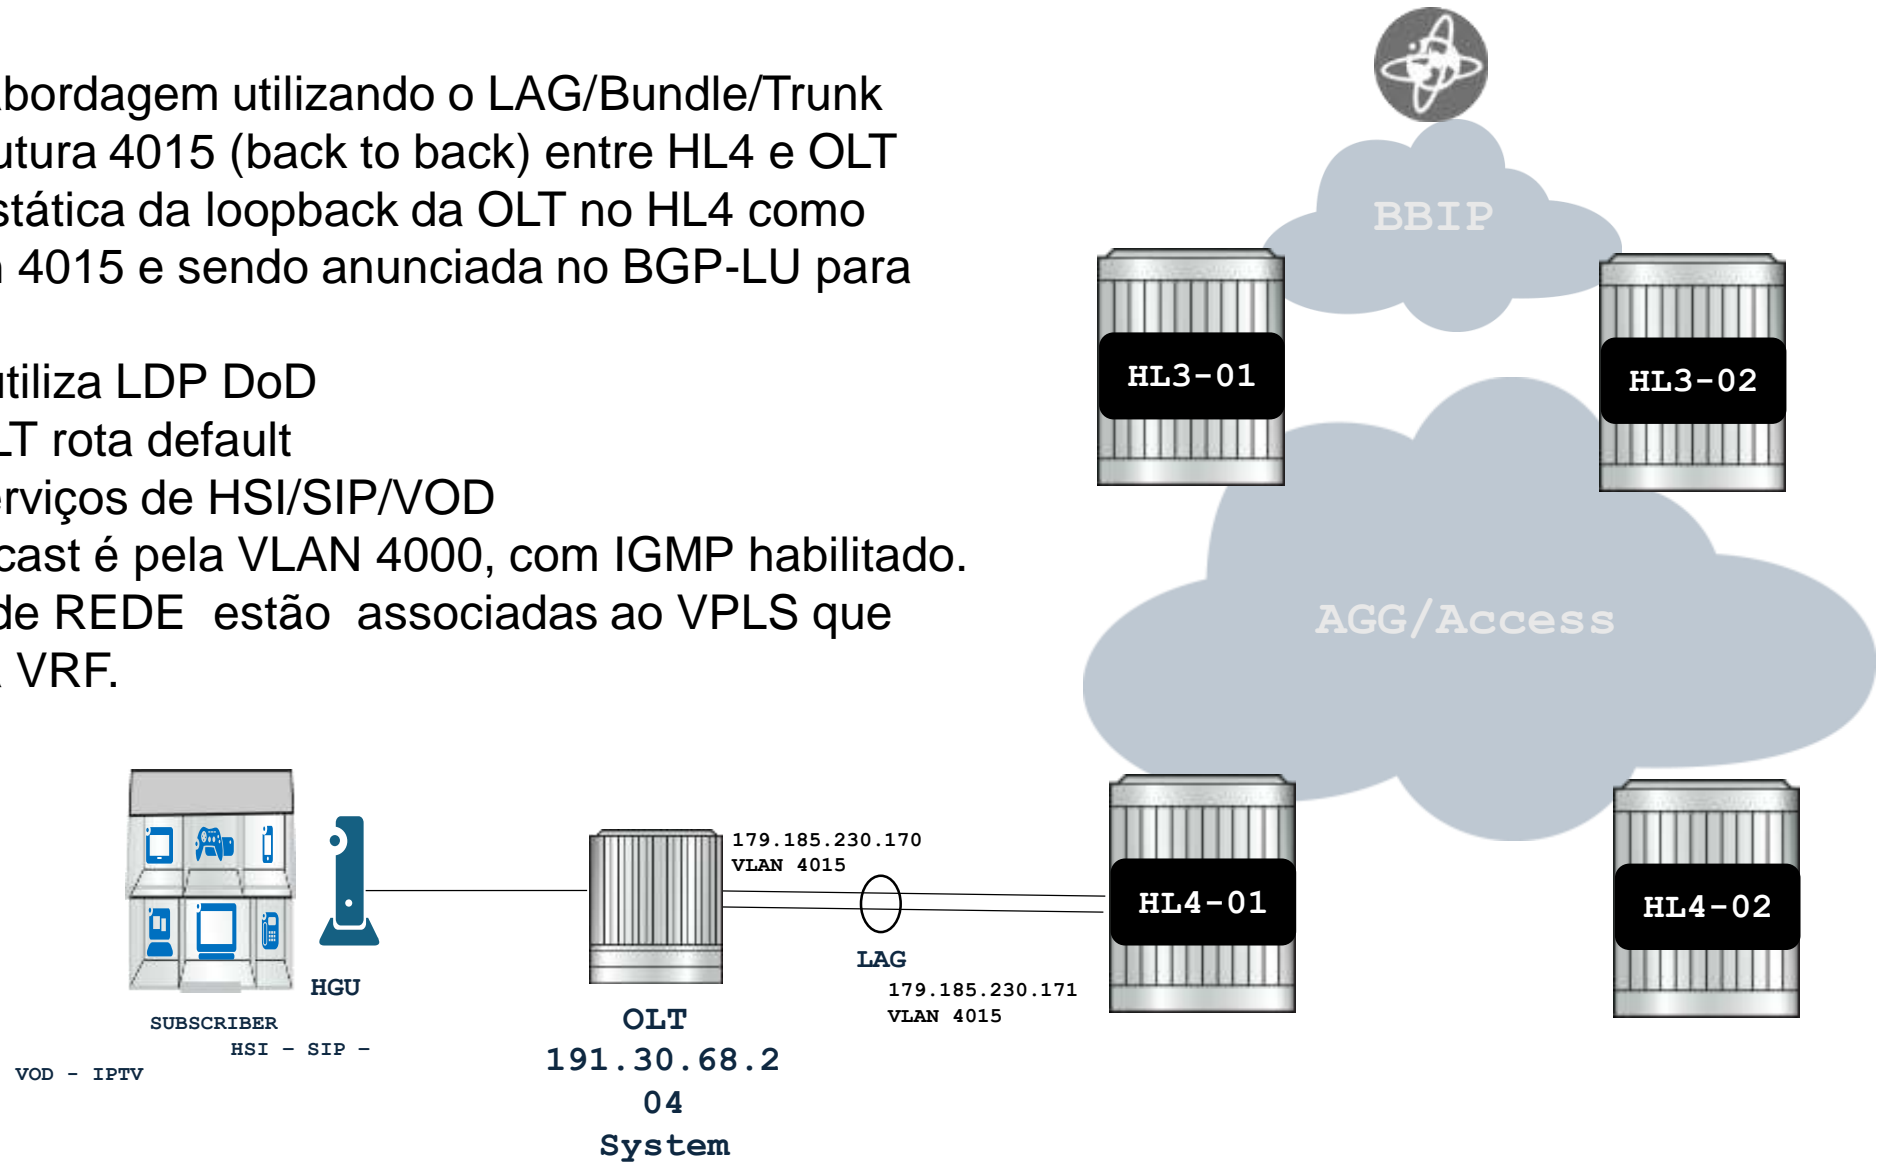 bordagem utilizando o LAG/Bundle/Trunk
utura 4015 (back to back) entre HL4 e OLT
stática da loopback da OLT no HL4 como
4015 e sendo anunciada no BGP-LU para
utiliza LDP DoD
LT rota default
erviços de HSI/SIP/VOD
cast é pela VLAN 4000, com IGMP habilitado.
de REDE estão associadas ao VPLS que
VRF.
BBIP
HL3-01
HL3-02
AGG/Access
179.185.230.170
VLAN 4015
HL4-01
HL4-02
LAG
179.185.230.171
VLAN 4015
HGU
SUBSCRIBER
HSI – SIP –
VOD - IPTV
OLT
191.30.68.2
04
System